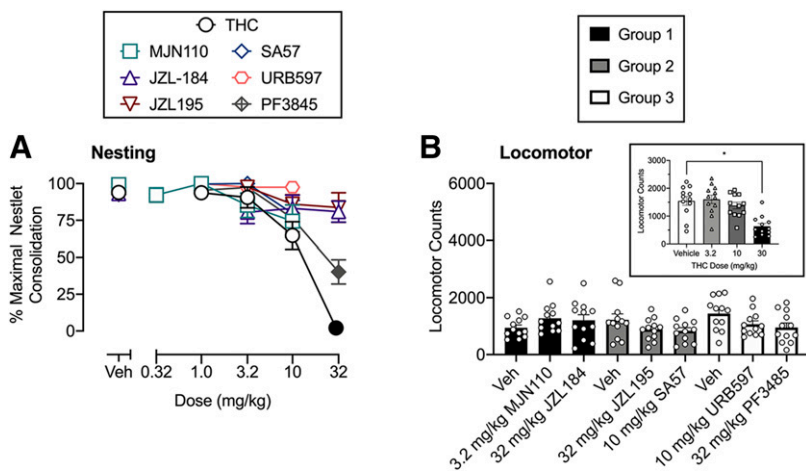 THC
MJN110
SA57
JZL-184
URB597
JZL195
PF3845
Group 1
Group 2
Group 3
A
Nesting
% Maximal Nestlet
Consolidation
100
75
50
25
0
Veh
0.32
1.0
3.2
10
32
Dose (mg/kg)
B
Locomotor
Locomotor Counts
6000
4000
2000
0
Veh
3.2 mg/kg MJN110
32 mg/kg JZL184
Veh
32 mg/kg JZL195
10 mg/kg SA57
Veh
10 mg/kg URB597
32 mg/kg PF3485
Locomotor Counts
3000
2000
1000
0
*
Vehicle
3.2
10
30
THC Dose (mg/kg)